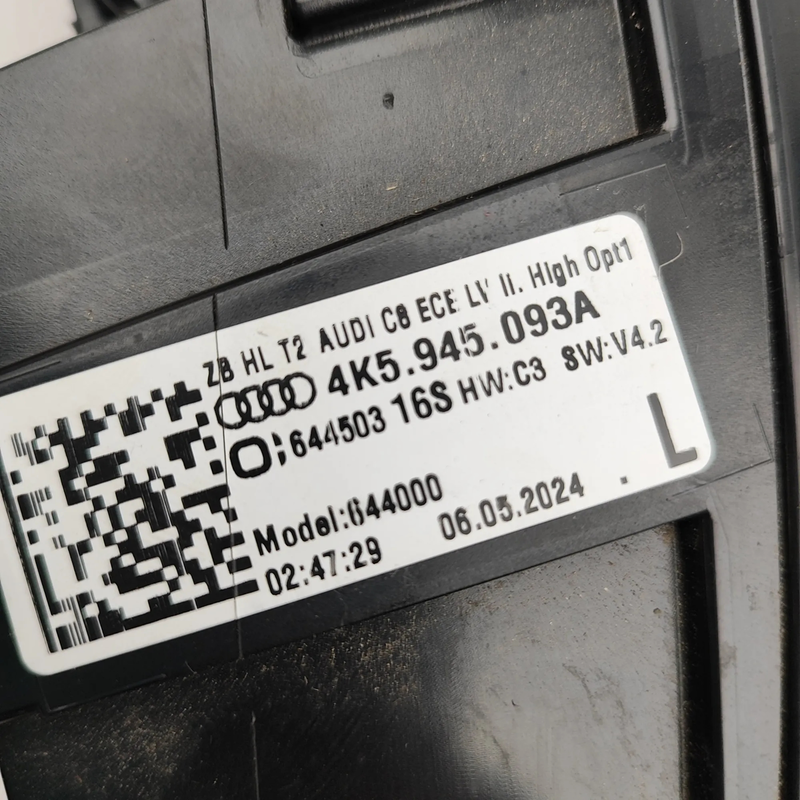 ZB HL T2 AUDI C8 ECE LV li. High Opt1
4K5.945.093A
O:644503 16S HW:C3 SW:V4.2
Model:644000
02:47:29 06.05.2024 . L